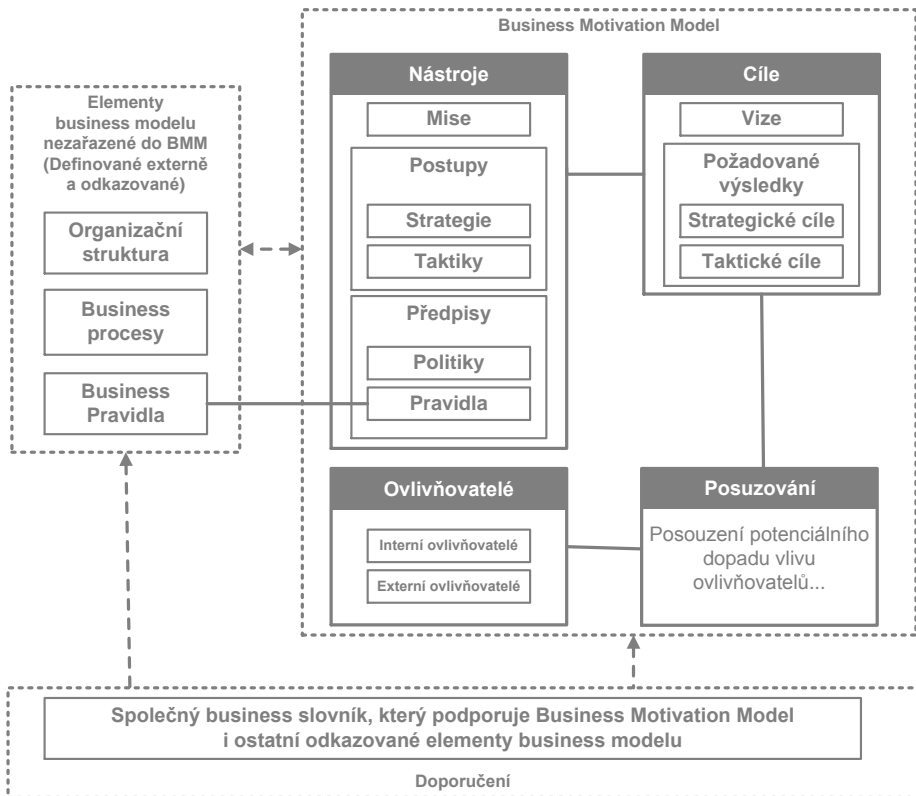 Business Motivation Model
Elementy
business modelu
nezařazené do BMM
(Definované externě
a odkazované)
Organizační
struktura
Business
procesy
Business
Pravidla
Nástroje
Mise
Postupy
Strategie
Taktiky
Předpisy
Politiky
Pravidla
Cíle
Vize
Požadované
výsledky
Strategické cíle
Taktické cíle
Ovlivňovatelé
Interní ovlivňovatelé
Externí ovlivňovatelé
Posuzování
Posouzení potenciálního
dopadu vlivu
ovlivňovatelů...
Společný business slovník, který podporuje Business Motivation Model
i ostatní odkazované elementy business modelu
Doporučení